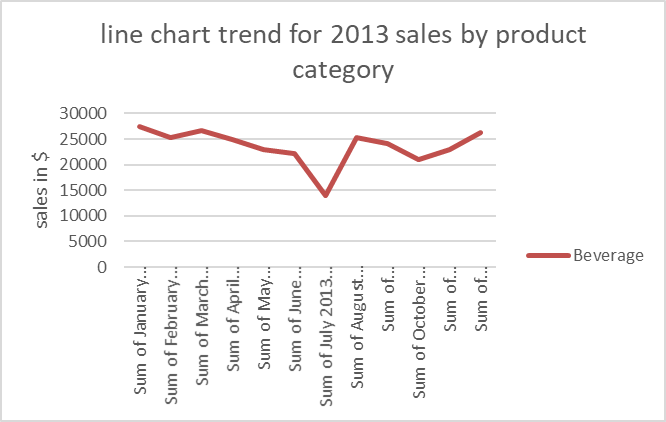 line chart trend for 2013 sales by product
category
30000
25000
20000
15000
10000
5000
0
sales in $
Sum of January...
Sum of February...
Sum of March...
Sum of April...
Sum of May...
Sum of June...
Sum of July 2013...
Sum of August...
Sum of...
Sum of October...
Sum of...
Sum of...
Beverage